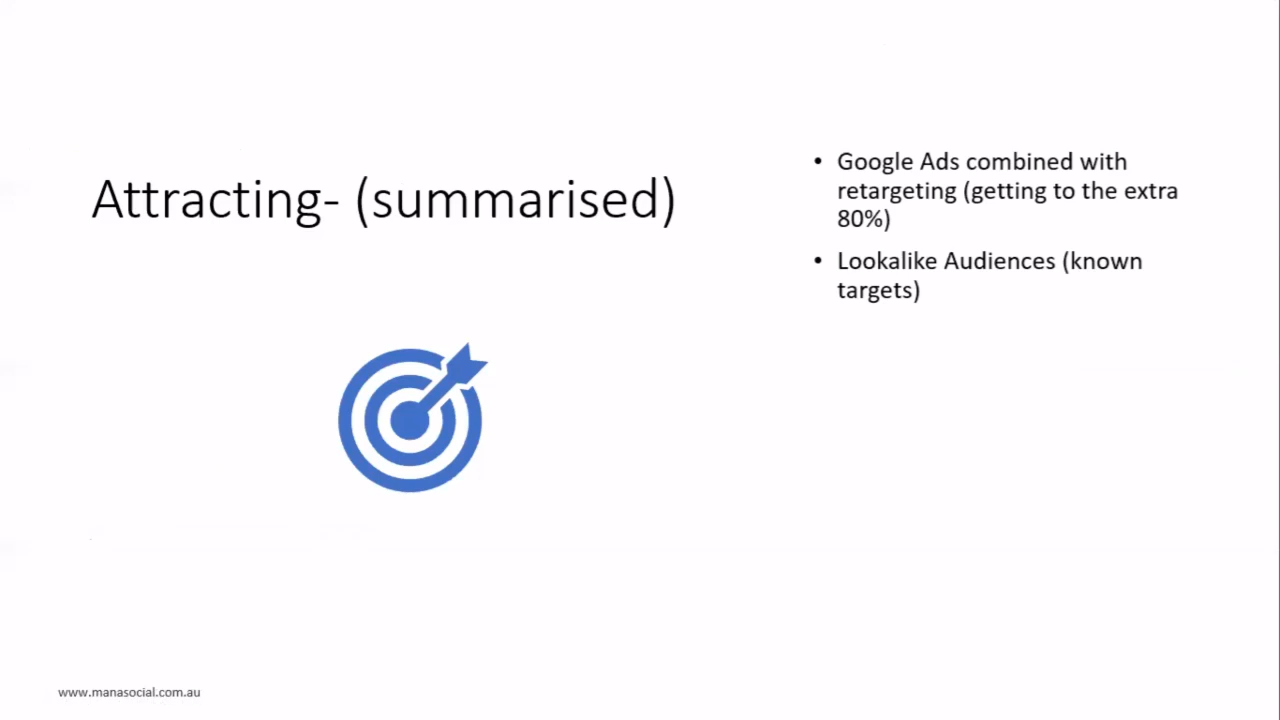 Attracting- (summarised)
• Google Ads combined with
retargeting (getting to the extra
80%)
• Lookalike Audiences (known
targets)
www.manasocial.com.au